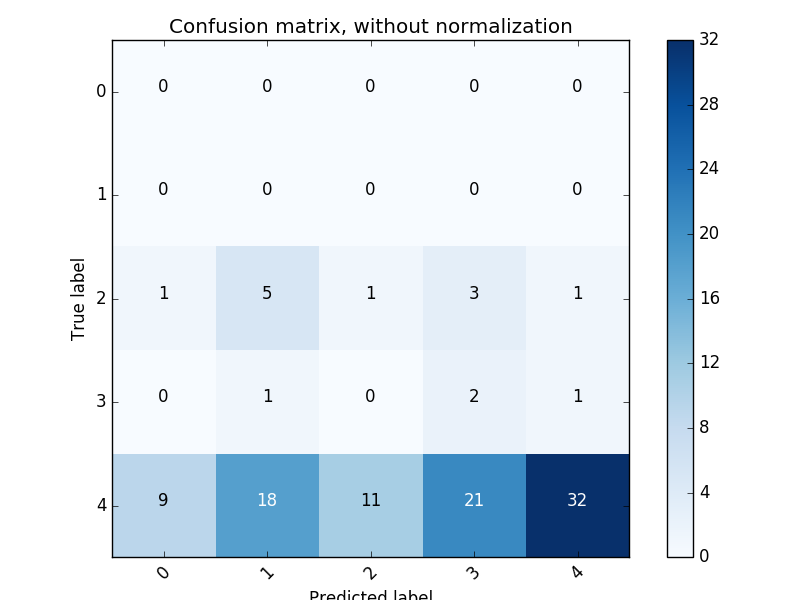 Confusion matrix, without normalization
32
0 0 0 0 0 0
28
24
1 0 0 0 0 0
20
True label
2 1 5 1 3 1
16
12
3 0 1 0 2 1
8
4 9 18 11 21 32
4
0
0 1 2 3 4
Predicted label